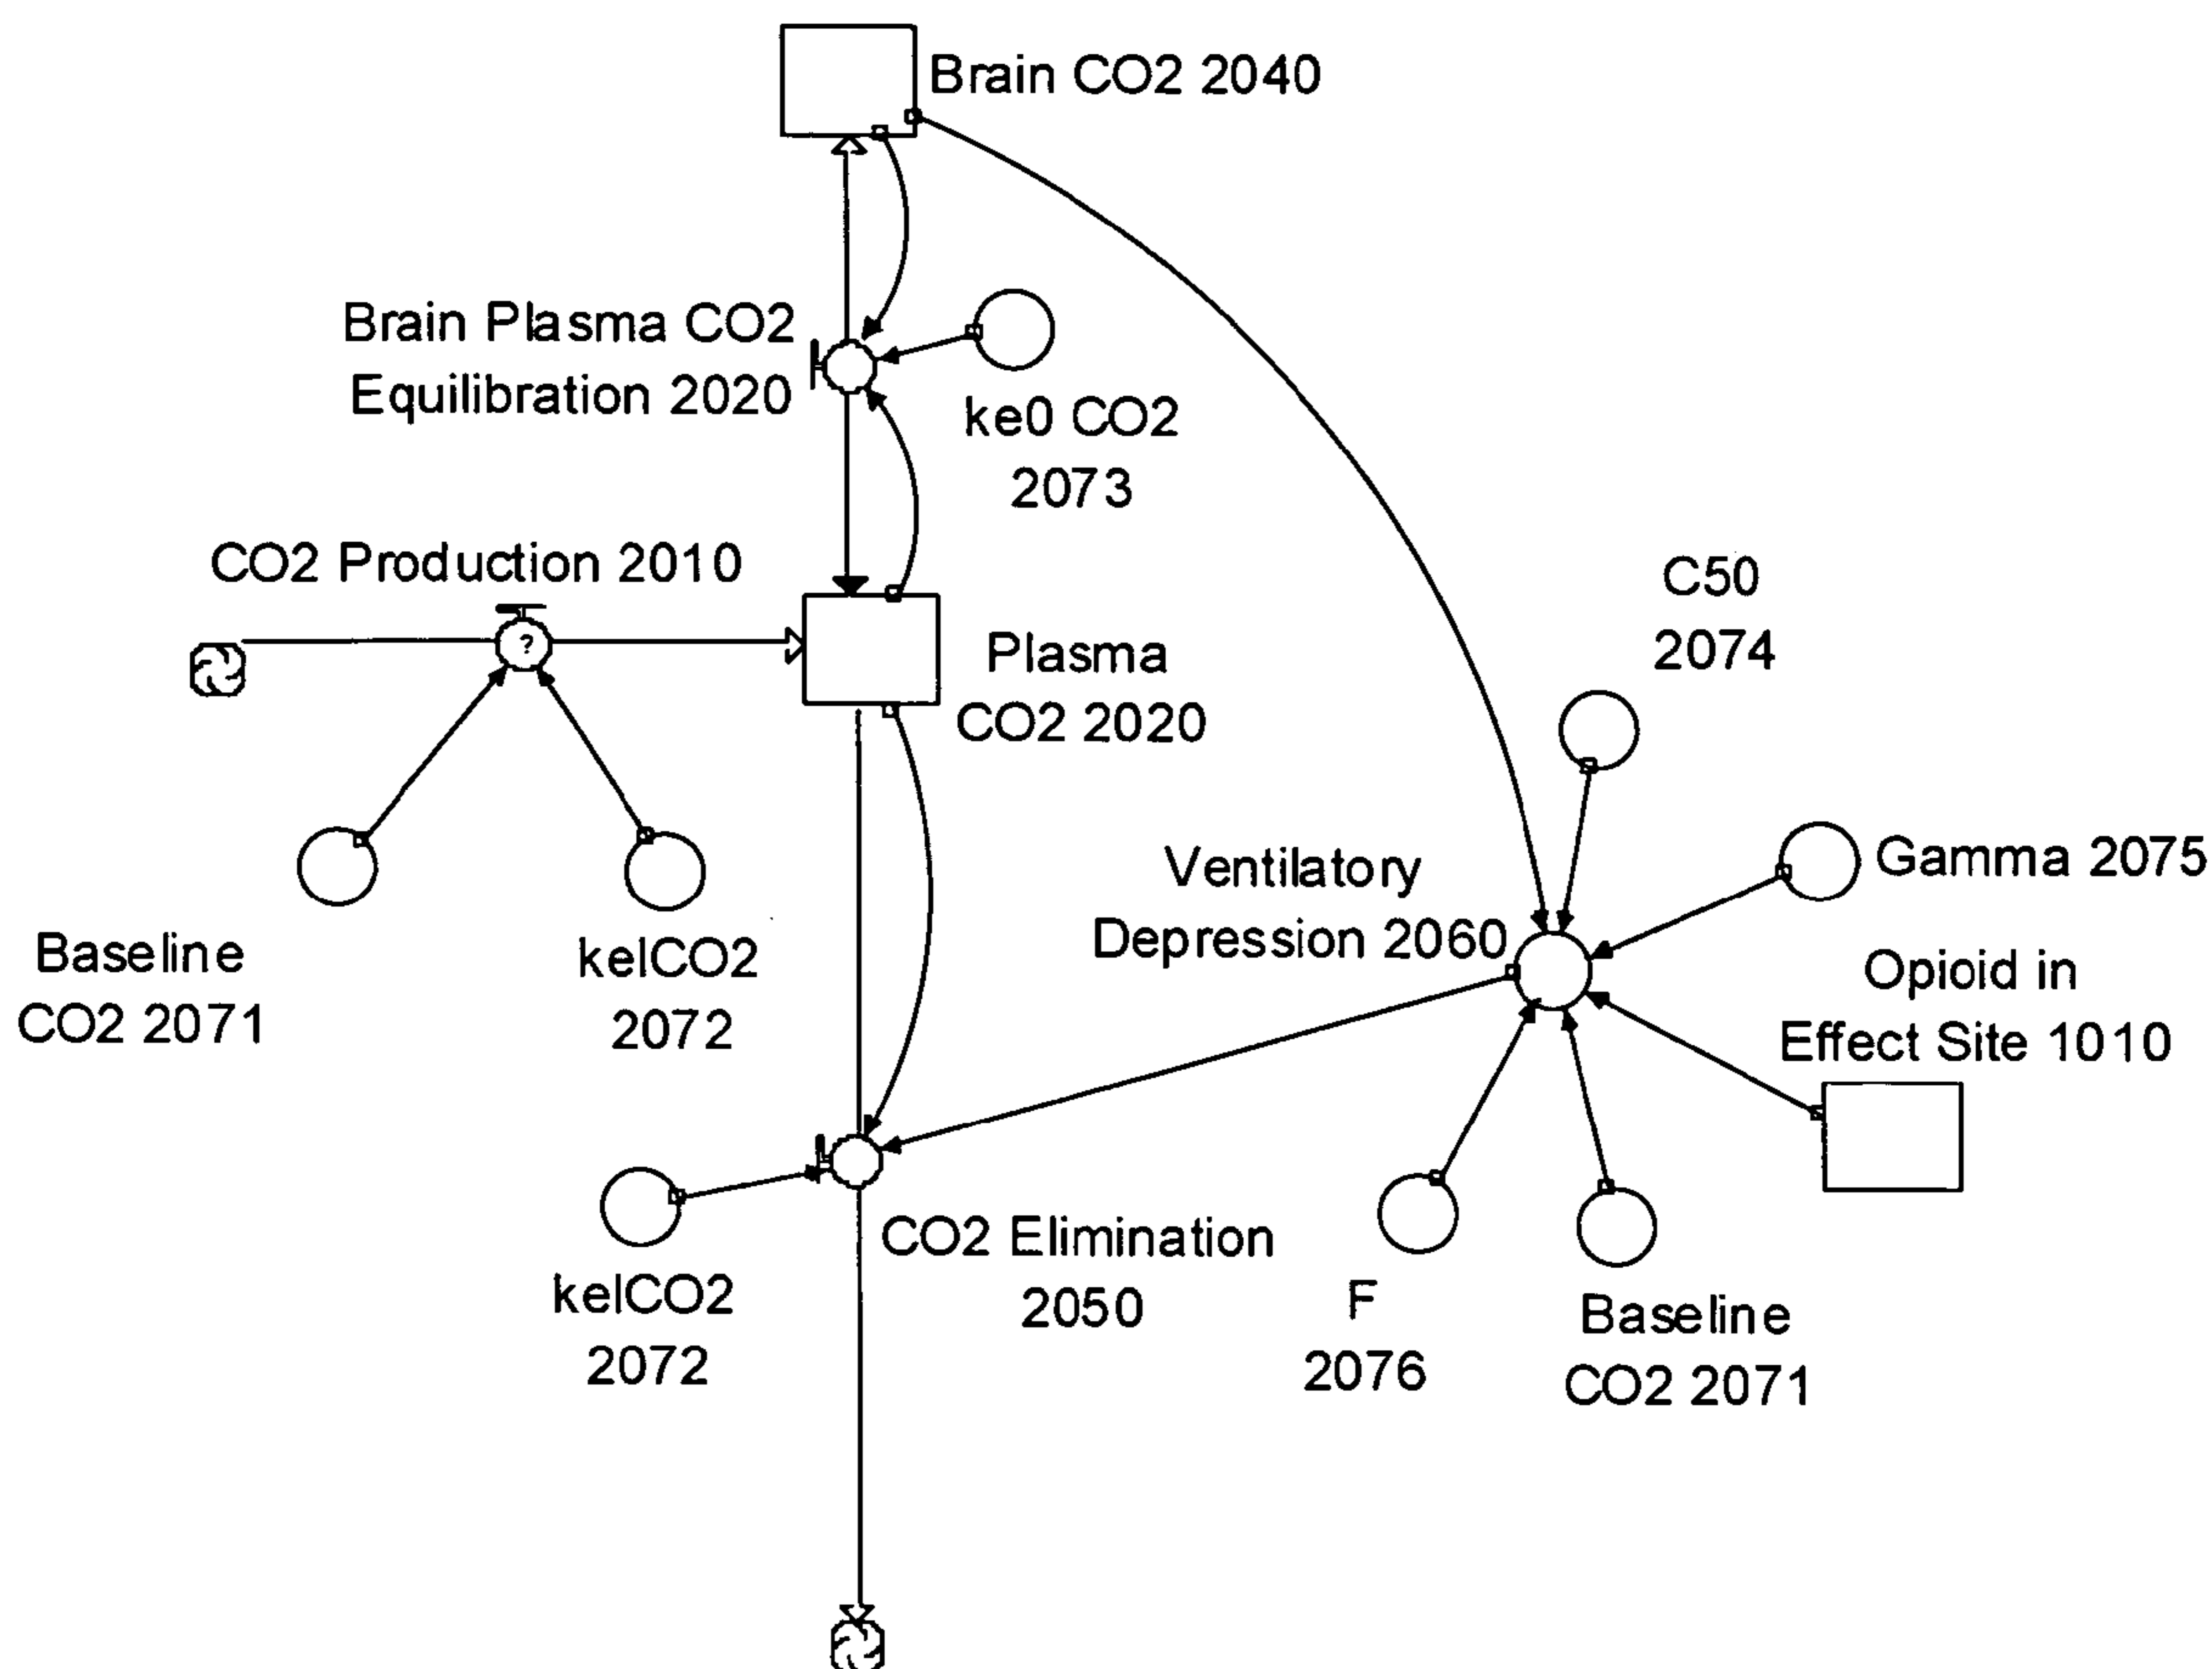 Brain CO2 2040
Brain Plasma CO2
Equilibration 2020
ke0 CO2
2073
CO2 Production 2010
?
Plasma
CO2 2020
C50
2074
Ventilatory
Depression 2060
Gamma 2075
Opioid in
Effect Site 1010
Baseline
CO2 2071
kelCO2
2072
CO2 Elimination
2050
kelCO2
2072
F
2076
Baseline
CO2 2071